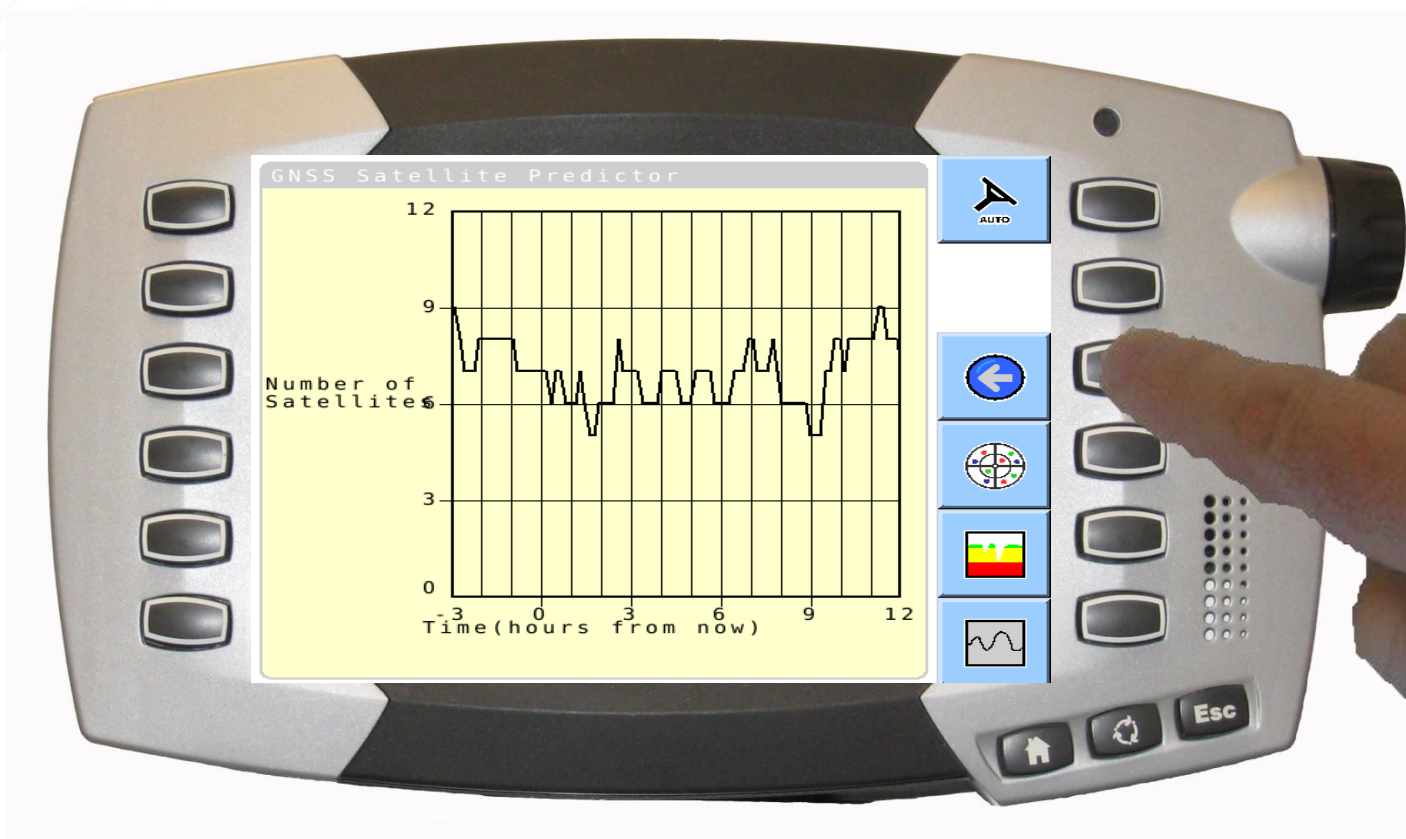 GNSS Satellite Predictor
AUTO
12
9
Number of
Satellites
6
3
0
-3 0 3 6 9 12
Time(hours from now)
Esc